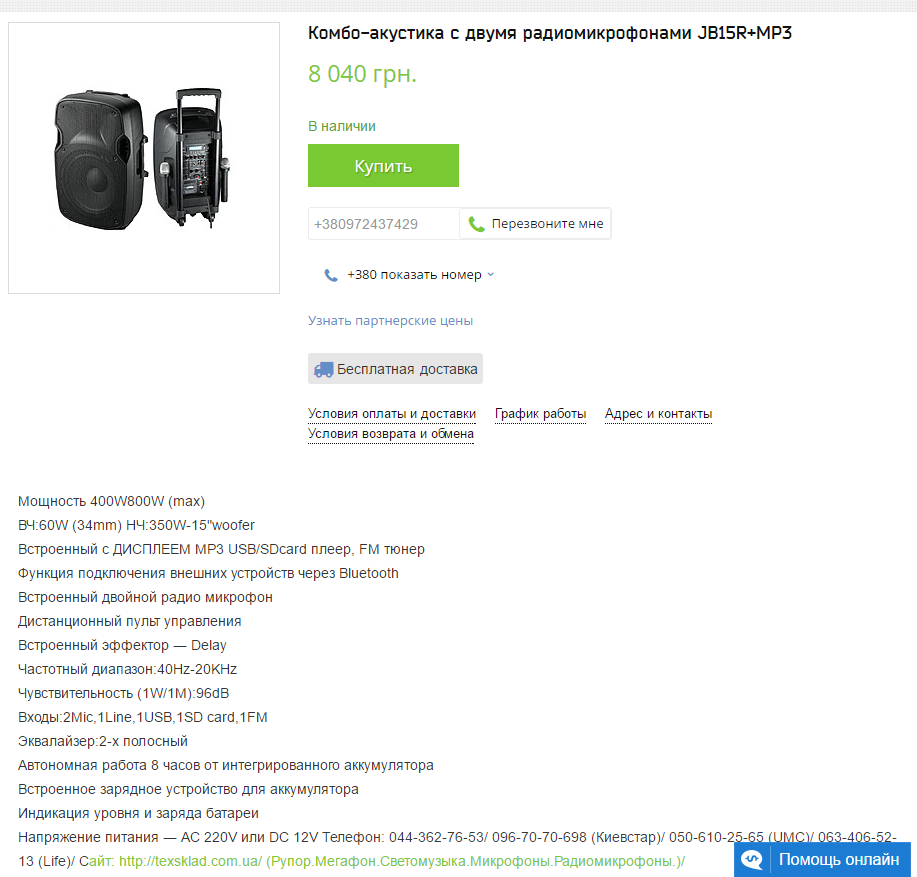 Комбо-акустика с двумя радиомикрофонами JB15R+MP3
8 040 грн.
В наличии
Купить
+380972437429 Перезвоните мне
+380 показать номер
Узнать партнерские цены
Бесплатная доставка
Условия оплаты и доставки График работы Адрес и контакты
Условия возврата и обмена
Мощность 400W800W (max)
ВЧ:60W (34mm) НЧ:350W-15"woofer
Встроенный с ДИСПЛЕЕМ MP3 USB/SDcard плеер, FM тюнер
Функция подключения внешних устройств через Bluetooth
Встроенный двойной радио микрофон
Дистанционный пульт управления
Встроенный эффектор — Delay
Частотный диапазон:40Hz-20KHz
Чувствительность (1W/1M):96dB
Входы:2Mic,1Line,1USB,1SD card,1FM
Эквалайзер:2-х полосный
Автономная работа 8 часов от интегрированного аккумулятора
Встроенное зарядное устройство для аккумулятора
Индикация уровня и заряда батареи
Напряжение питания — AC 220V или DC 12V Телефон: 044-362-76-53/ 096-70-70-698 (Киевстар)/ 050-610-25-65 (UMC)/ 063-406-52-
13 (Life)/ Сайт: http://texsklad.com.ua/ (Рупор.Мегафон.Светомузыка.Микрофоны.Радиомикрофоны.)/
Помощь онлайн